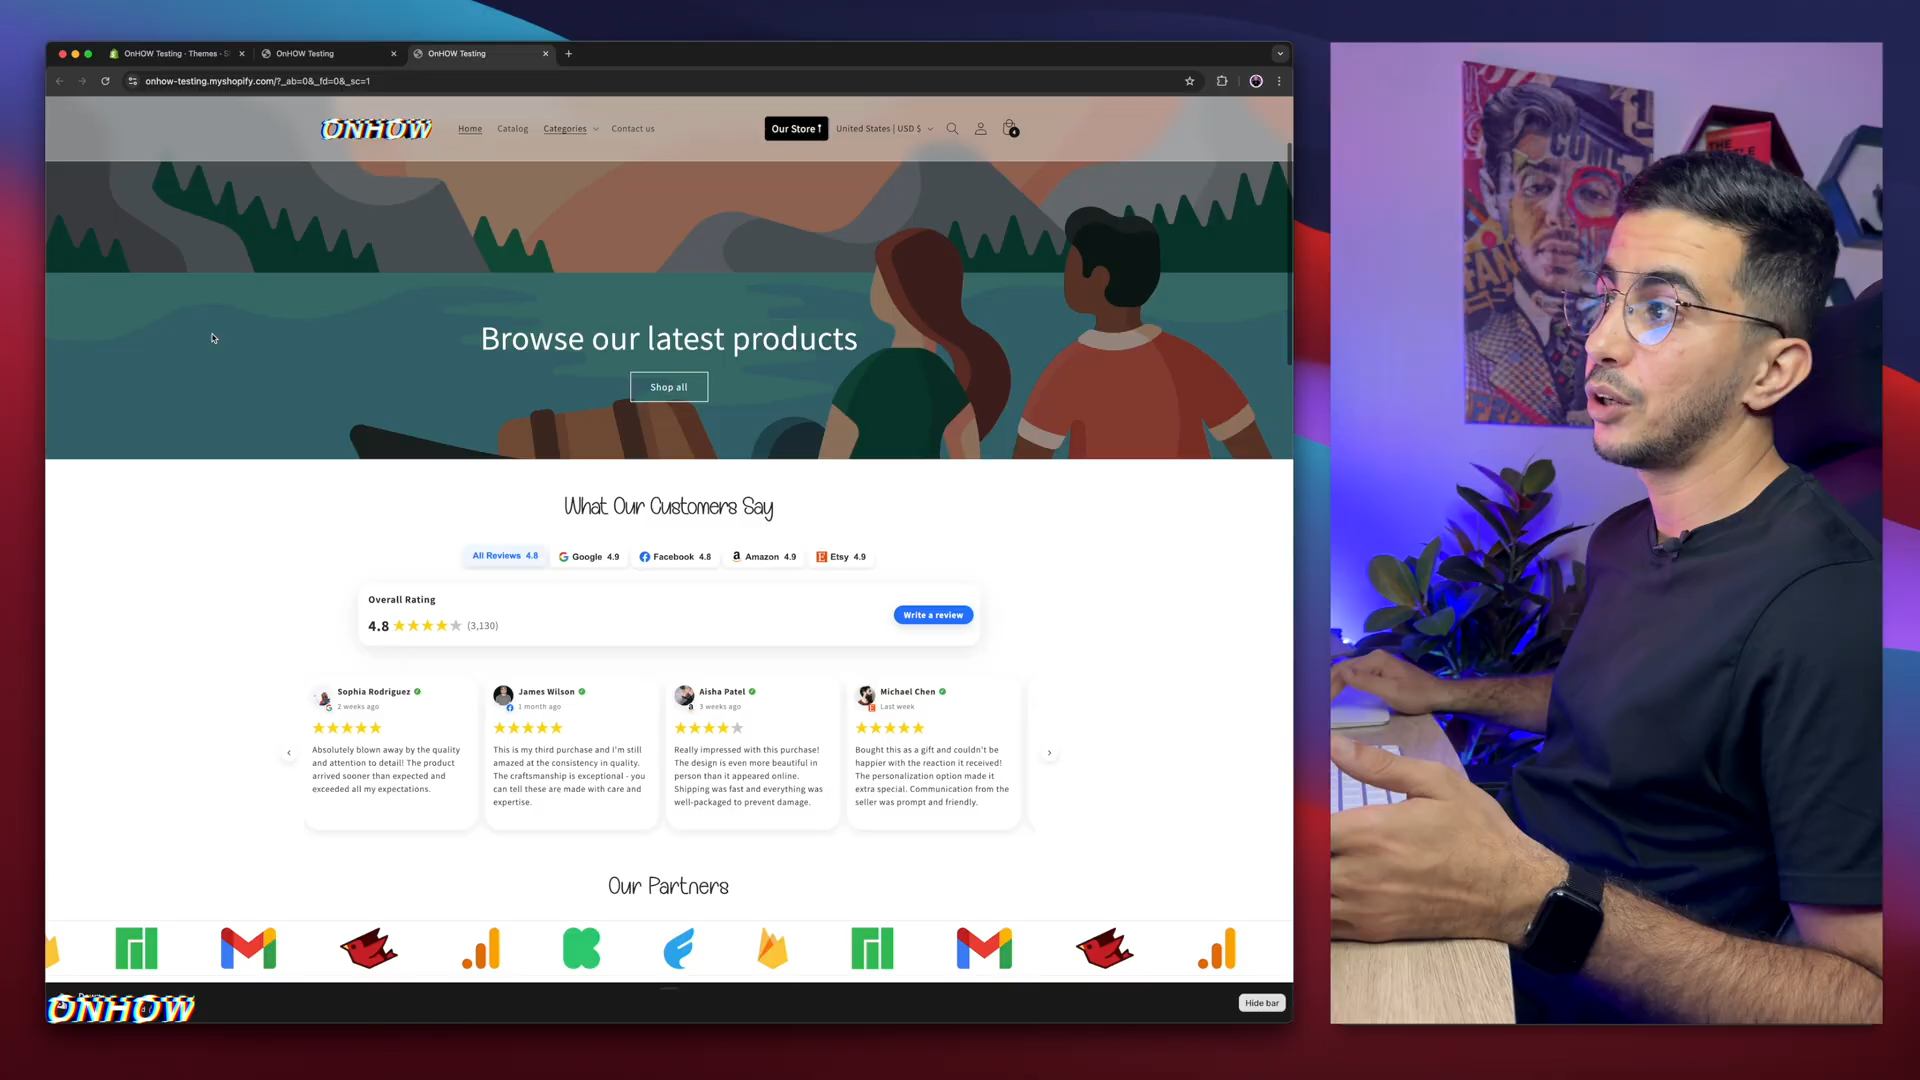 OnHOW Testing · Themes · S
OnHOW Testing
OnHOW Testing
onhow-testing.myshopify.com/?_ab=0&_fd=0&_sc=1
ONHOW
Home
Catalog
Categories
Contact us
Our Store
United States | USD $
4
Browse our latest products
Shop all
What Our Customers Say
All Reviews 4.8
Google 4.9
Facebook 4.8
Amazon 4.9
Etsy 4.9
Overall Rating
4.8
(3,130)
Write a review
Sophia Rodriguez
2 weeks ago
Absolutely blown away by the quality
and attention to detail! The product
arrived sooner than expected and
exceeded all my expectations.
James Wilson
1 month ago
This is my third purchase and I'm still
amazed at the consistency in quality.
The craftsmanship is exceptional - you
can tell these are made with care and
expertise.
Aisha Patel
3 weeks ago
Really impressed with this purchase!
The design is even more beautiful in
person than it appeared online.
Shipping was fast and everything was
well-packaged to prevent damage.
Michael Chen
Last week
Bought this as a gift and couldn't be
happier with the reaction it received!
The personalization option made it
extra special. Communication from the
seller was prompt and friendly.
Our Partners
ONHOW
Hide bar
COME
FAN
THE